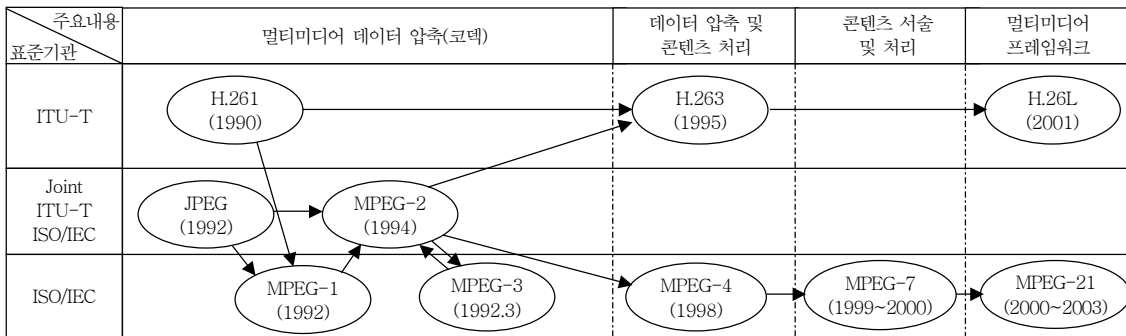 주요내용
표준기관
멀티미디어 데이터 압축(코덱)
데이터 압축 및
콘텐츠 처리
콘텐츠 서술
및 처리
멀티미디어
프레임워크
ITU-T
H.261
(1990)
H.263
(1995)
H.26L
(2001)
Joint
ITU-T
ISO/IEC
JPEG
(1992)
MPEG-2
(1994)
ISO/IEC
MPEG-1
(1992)
MPEG-3
(1992.3)
MPEG-4
(1998)
MPEG-7
(1999~2000)
MPEG-21
(2000~2003)